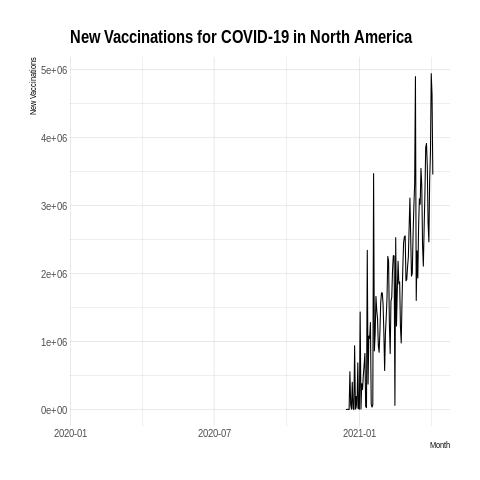 New Vaccinations for COVID-19 in North America
New Vaccinations
5e+06
4e+06
3e+06
2e+06
1e+06
0e+00
2020-01
2020-07
2021-01
Month